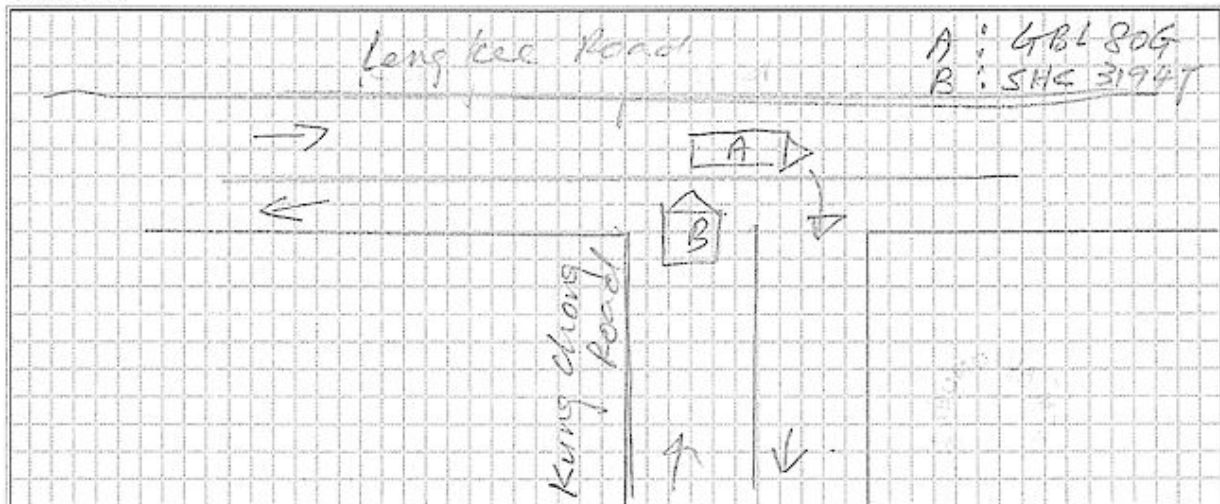 Leng Kee Road
A : GBL 80G
B : SHC 3194T
A
B
Kung Chong
Road